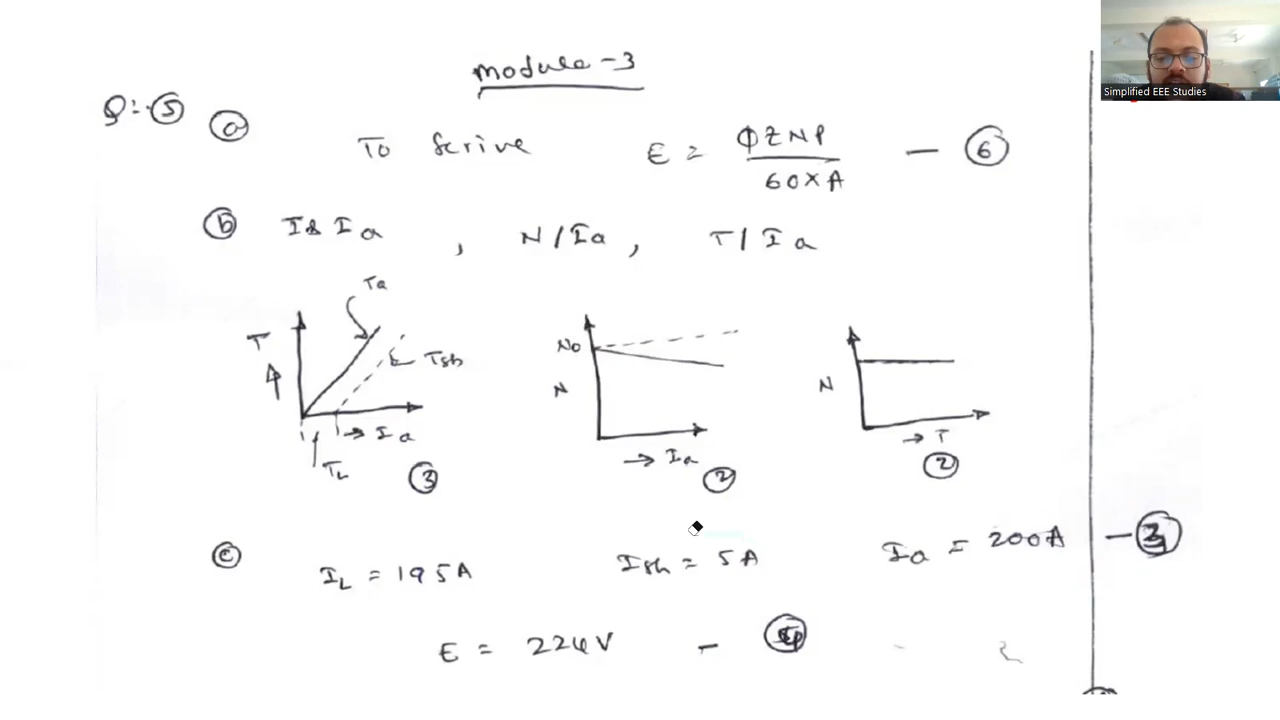 module-3
Simplified EEE Studies
Q:-5 a To derive E = ΦZNP / 60×A — 6
b T& Ia , N/Ia , T/Ia
Ta
T
Tsh
→ Ia
TL
3
No
N
→ Ia
2
N
→ T
2
c IL = 195A Ish = 5A Ia = 200A —
E = 224V -